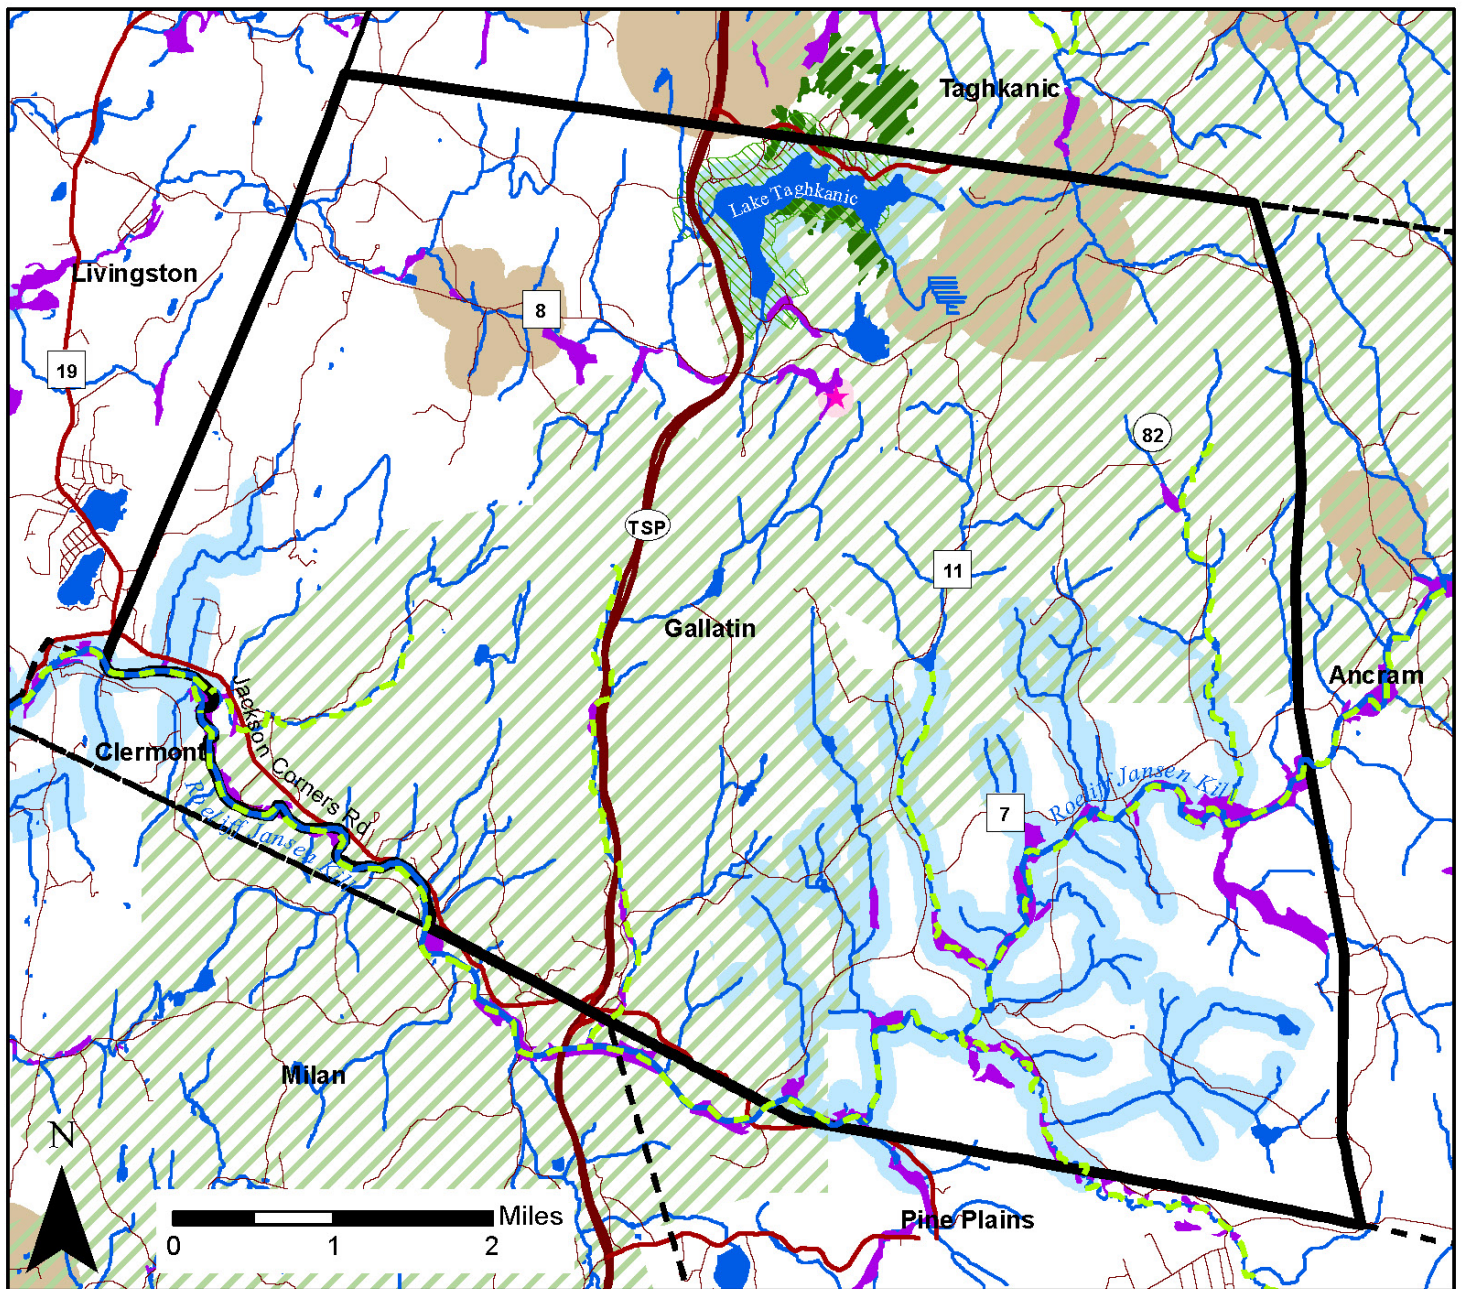 Taghkanic
Lake Taghkanic
Livingston
8
19
82
TSP
11
Gallatin
Ancram
Jackson Corners Rd
Clermont
Roeliff Jansen Kil
7
Roeliff Jansen Kill
Milan
N
Miles
0 1 2
Pine Plains